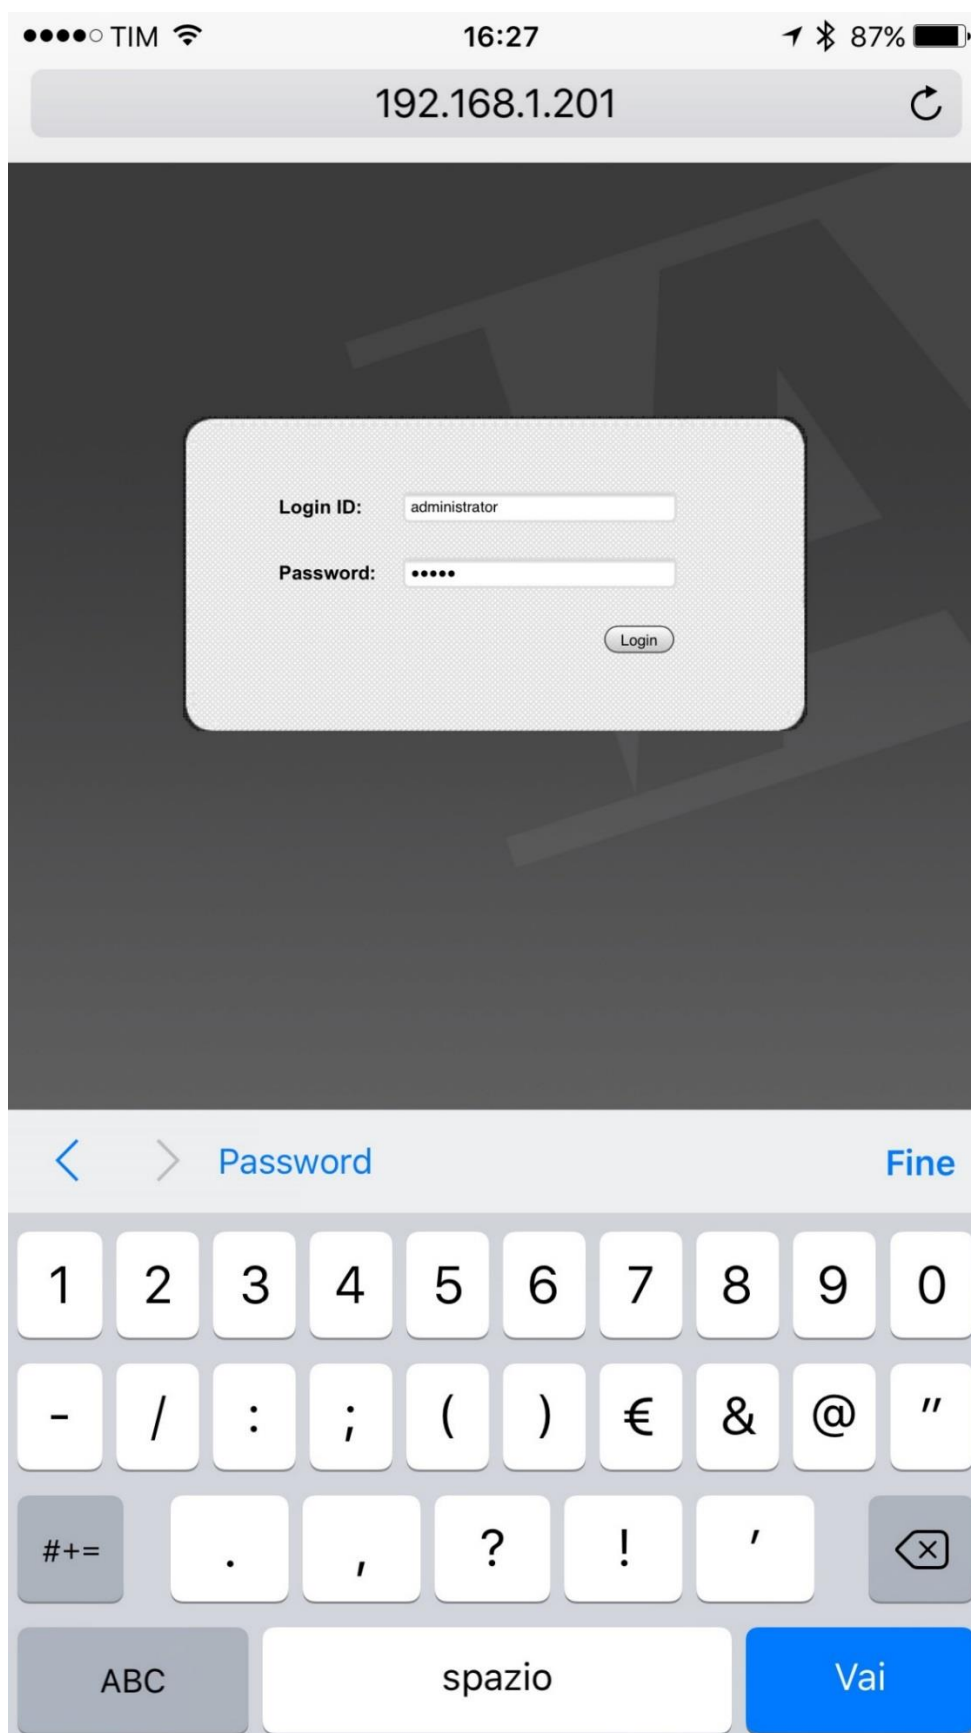 TIM 16:27 87%
192.168.1.201
Login ID: administrator
Password: •••••
Login
Password Fine
1 2 3 4 5 6 7 8 9 0
- / : ; ( ) € & @ "
#+= . , ? ! '
ABC spazio Vai